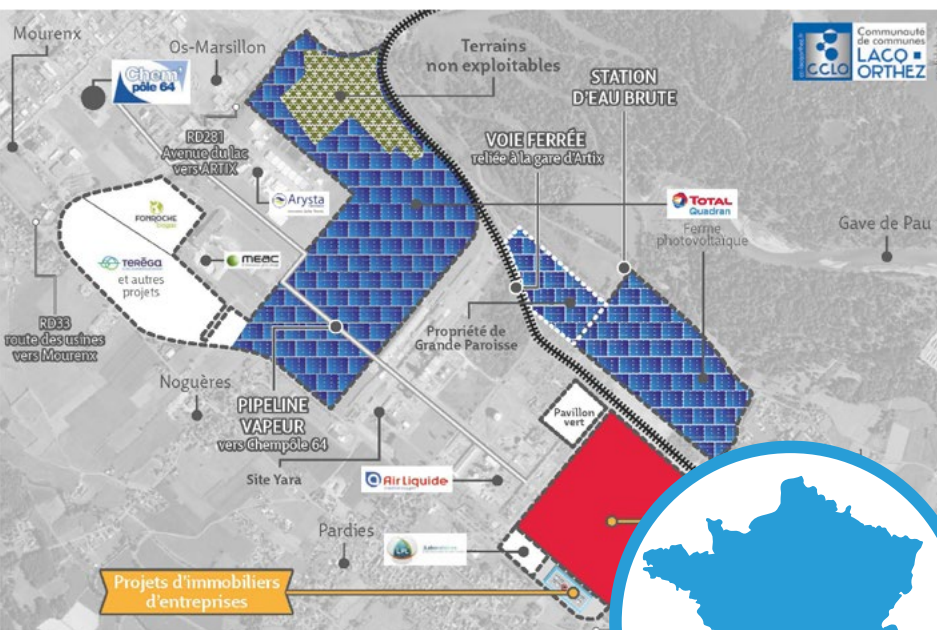 Mourenx
Os-Marsillon
Chem'
pôle 64
Terrains
non exploitables
STATION
D'EAU BRUTE
Communauté
de communes
LACQ
ORTHEZ
CCLO
RD281
Avenue du lac
vers ARTIX
VOIE FERRÉE
reliée à la gare d'Artix
Arysta
TOTAL
Quadran
Ferme
photovoltaïque
Gave de Pau
FONROCHE
TERÉGA
et autres
projets
MEAC
RD33
route des usines
vers Mourenx
Propriété de
Grande Paroisse
Noguères
PIPELINE
VAPEUR
vers Chempôle 64
Pavillon
vert
Site Yara
Air Liquide
Pardies
LPL
Projets d'immobiliers
d'entreprises